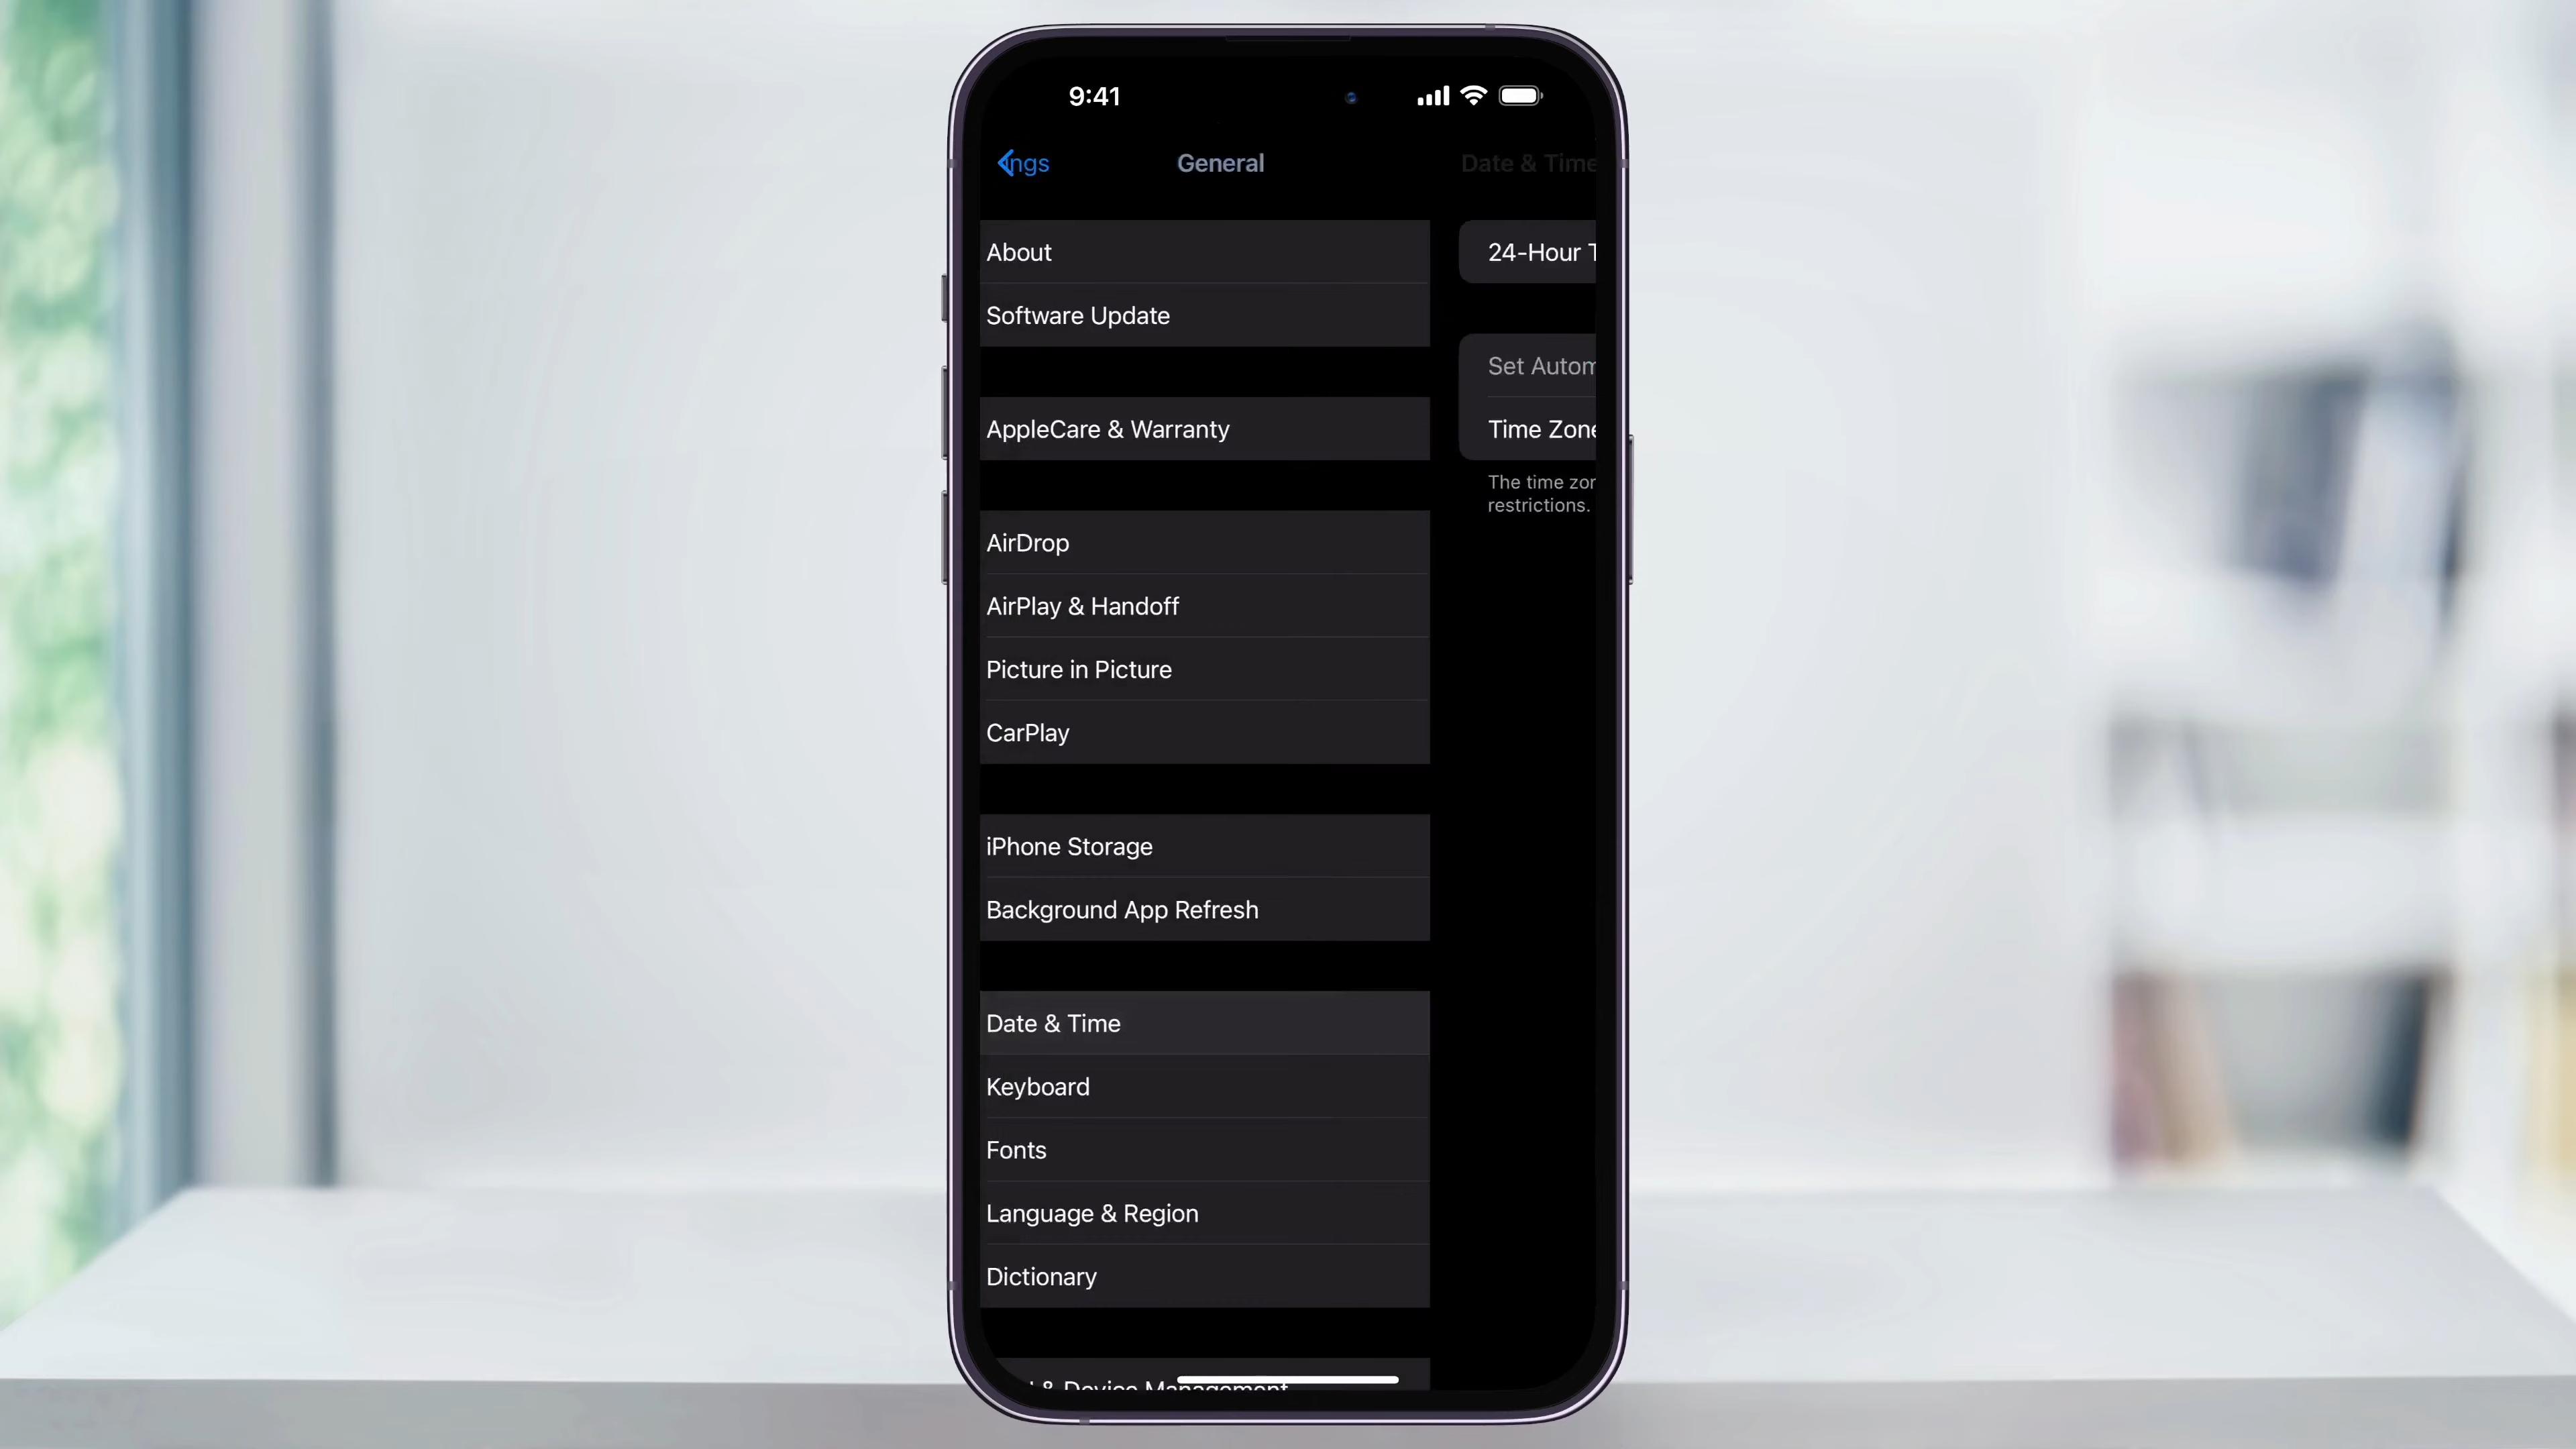 9:41
ings
General
Date & Time
About
Software Update
AppleCare & Warranty
AirDrop
AirPlay & Handoff
Picture in Picture
CarPlay
iPhone Storage
Background App Refresh
Date & Time
Keyboard
Fonts
Language & Region
Dictionary
& Device Management
24-Hour T
Set Autom
Time Zone
The time zon
restrictions.